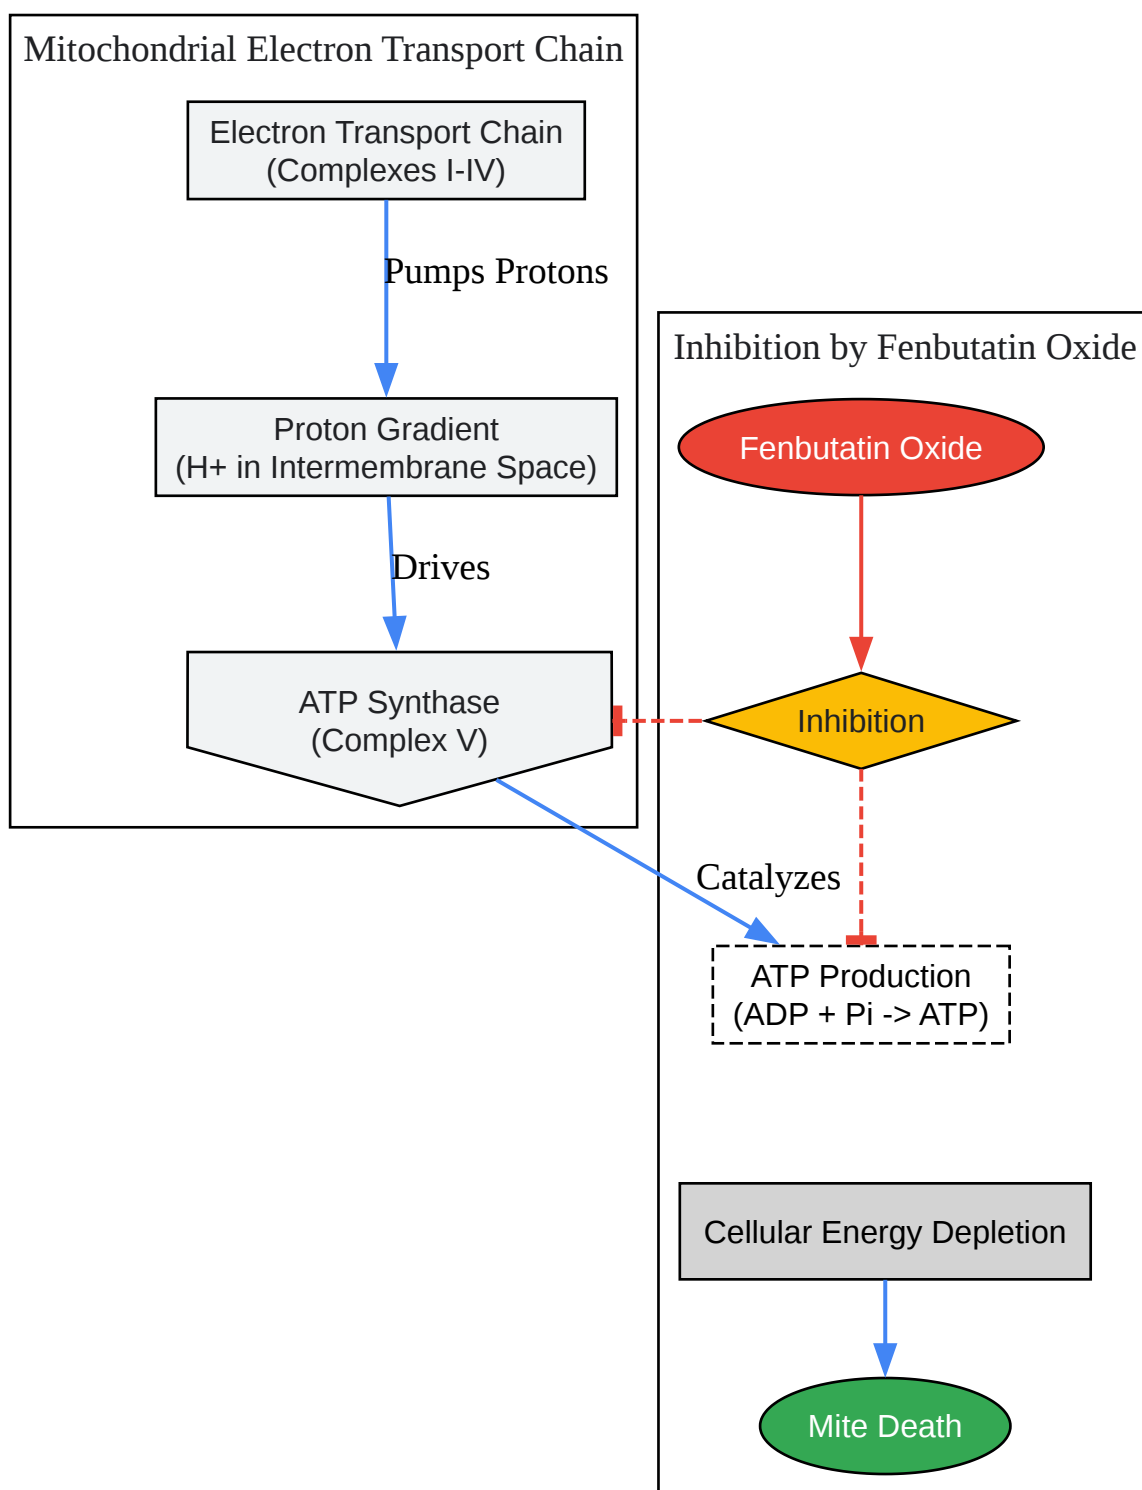 Mitochondrial Electron Transport Chain
Electron Transport Chain
(Complexes I-IV)
Pumps Protons
Proton Gradient
(H+ in Intermembrane Space)
Drives
ATP Synthase
(Complex V)
Inhibition by Fenbutatin Oxide
Fenbutatin Oxide
Inhibition
Catalyzes
ATP Production
(ADP + Pi -> ATP)
Cellular Energy Depletion
Mite Death